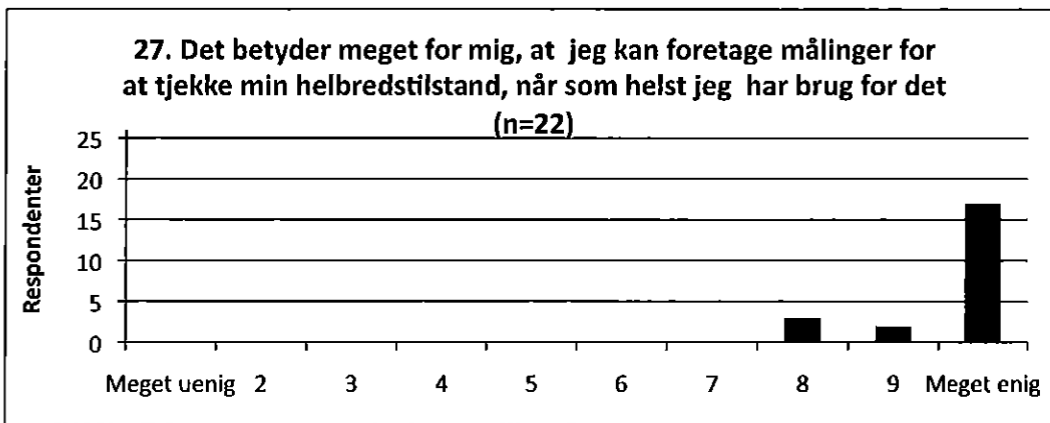 27. Det betyder meget for mig, at jeg kan foretage målinger for
at tjekke min helbredstilstand, når som helst jeg har brug for det
(n=22)
Respondenter
25
20
15
10
5
0
Meget uenig 2 3 4 5 6 7 8 9 Meget enig